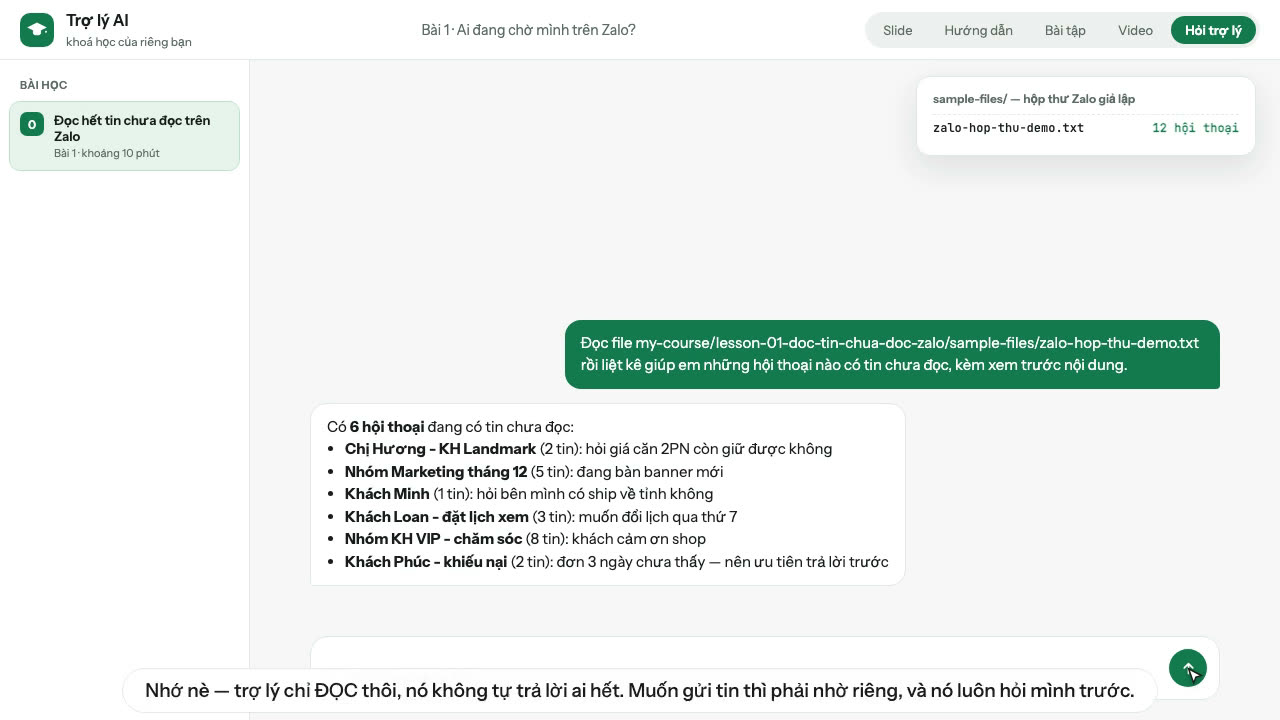 Trợ lý AI
khoá học của riêng bạn
Bài 1 · Ai đang chờ mình trên Zalo?
Slide
Hướng dẫn
Bài tập
Video
Hỏi trợ lý
BÀI HỌC
0
Đọc hết tin chưa đọc trên
Zalo
Bài 1 · khoảng 10 phút
sample-files/ — hộp thư Zalo giả lập
zalo-hop-thu-demo.txt
12 hội thoại
Đọc file my-course/lesson-01-doc-tin-chua-doc-zalo/sample-files/zalo-hop-thu-demo.txt
rồi liệt kê giúp em những hội thoại nào có tin chưa đọc, kèm xem trước nội dung.
Có 6 hội thoại đang có tin chưa đọc:
• Chị Hương - KH Landmark (2 tin): hỏi giá căn 2PN còn giữ được không
• Nhóm Marketing tháng 12 (5 tin): đang bàn banner mới
• Khách Minh (1 tin): hỏi bên mình có ship về tỉnh không
• Khách Loan - đặt lịch xem (3 tin): muốn đổi lịch qua thứ 7
• Nhóm KH VIP - chăm sóc (8 tin): khách cảm ơn shop
• Khách Phúc - khiếu nại (2 tin): đơn 3 ngày chưa thấy — nên ưu tiên trả lời trước
Nhớ nè — trợ lý chỉ ĐỌC thôi, nó không tự trả lời ai hết. Muốn gửi tin thì phải nhờ riêng, và nó luôn hỏi mình trước.